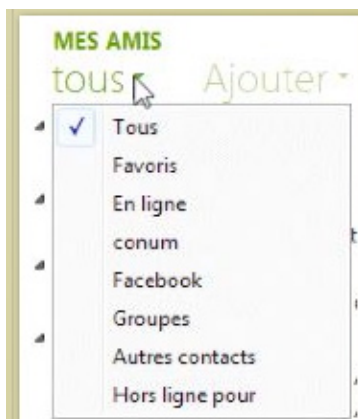 MES AMIS
tous Ajouter
Tous
Favoris
En ligne
conum
Facebook
Groupes
Autres contacts
Hors ligne pour